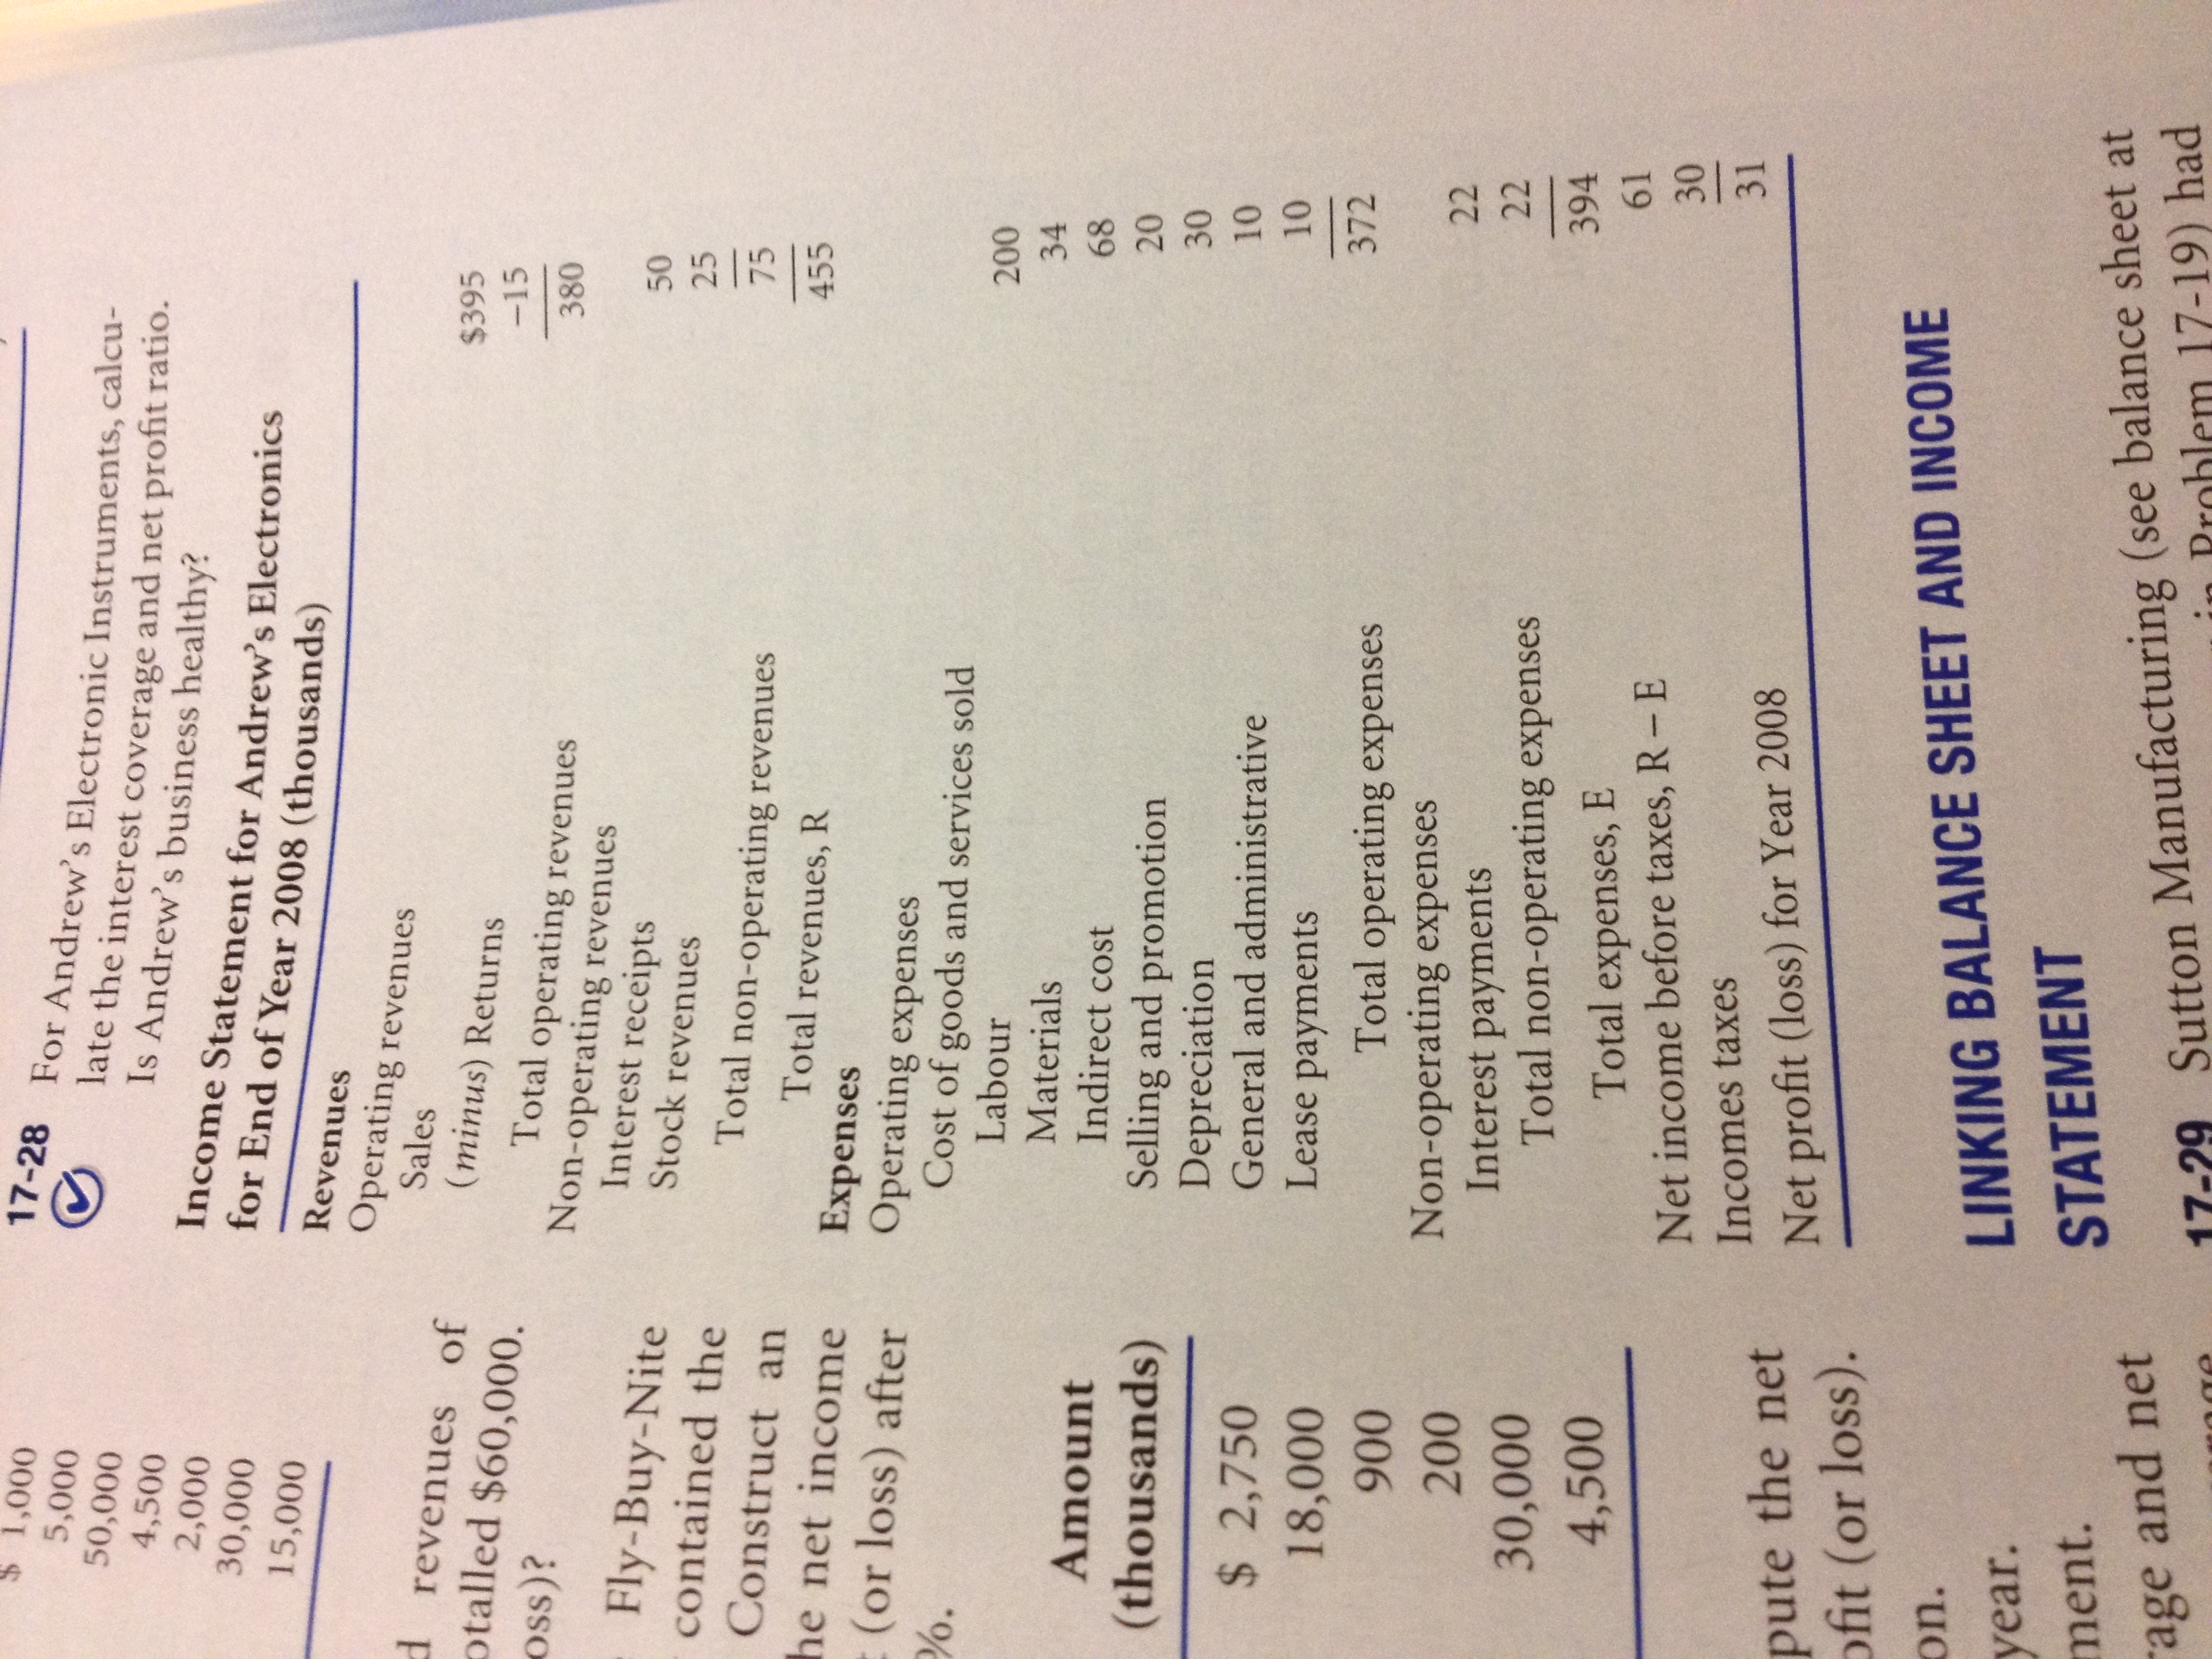 $ 1,000
5,000
50,000
4,500
2,000
30,000
15,000
revenues of
totalled $60,000.
oss)?
Fly-Buy-Nite
contained the
Construct an
he net income
(or loss) after
%.
Amount
(thousands)
$ 2,750
18,000
900
200
30,000
4,500
pute the net
ofit (or loss).
on.
year.
ment.
rage and net
17-28 For Andrew's Electronic Instruments, calcu-
late the interest coverage and net profit ratio.
Is Andrew's business healthy?
Income Statement for Andrew's Electronics
for End of Year 2008 (thousands)
Revenues
Operating revenues
Sales $395
(minus) Returns –15
Total operating revenues 380
Non-operating revenues
Interest receipts 50
Stock revenues 25
Total non-operating revenues 75
Total revenues, R 455
Expenses
Operating expenses
Cost of goods and services sold
Labour 200
Materials 34
Indirect cost 68
Selling and promotion 20
Depreciation 30
General and administrative 10
Lease payments 10
Total operating expenses 372
Non-operating expenses
Interest payments 22
Total non-operating expenses 22
Total expenses, E 394
Net income before taxes, R – E 61
Incomes taxes 30
Net profit (loss) for Year 2008 31
LINKING BALANCE SHEET AND INCOME
STATEMENT
17-29 Sutton Manufacturing (see balance sheet at
in Problem 17-19) had